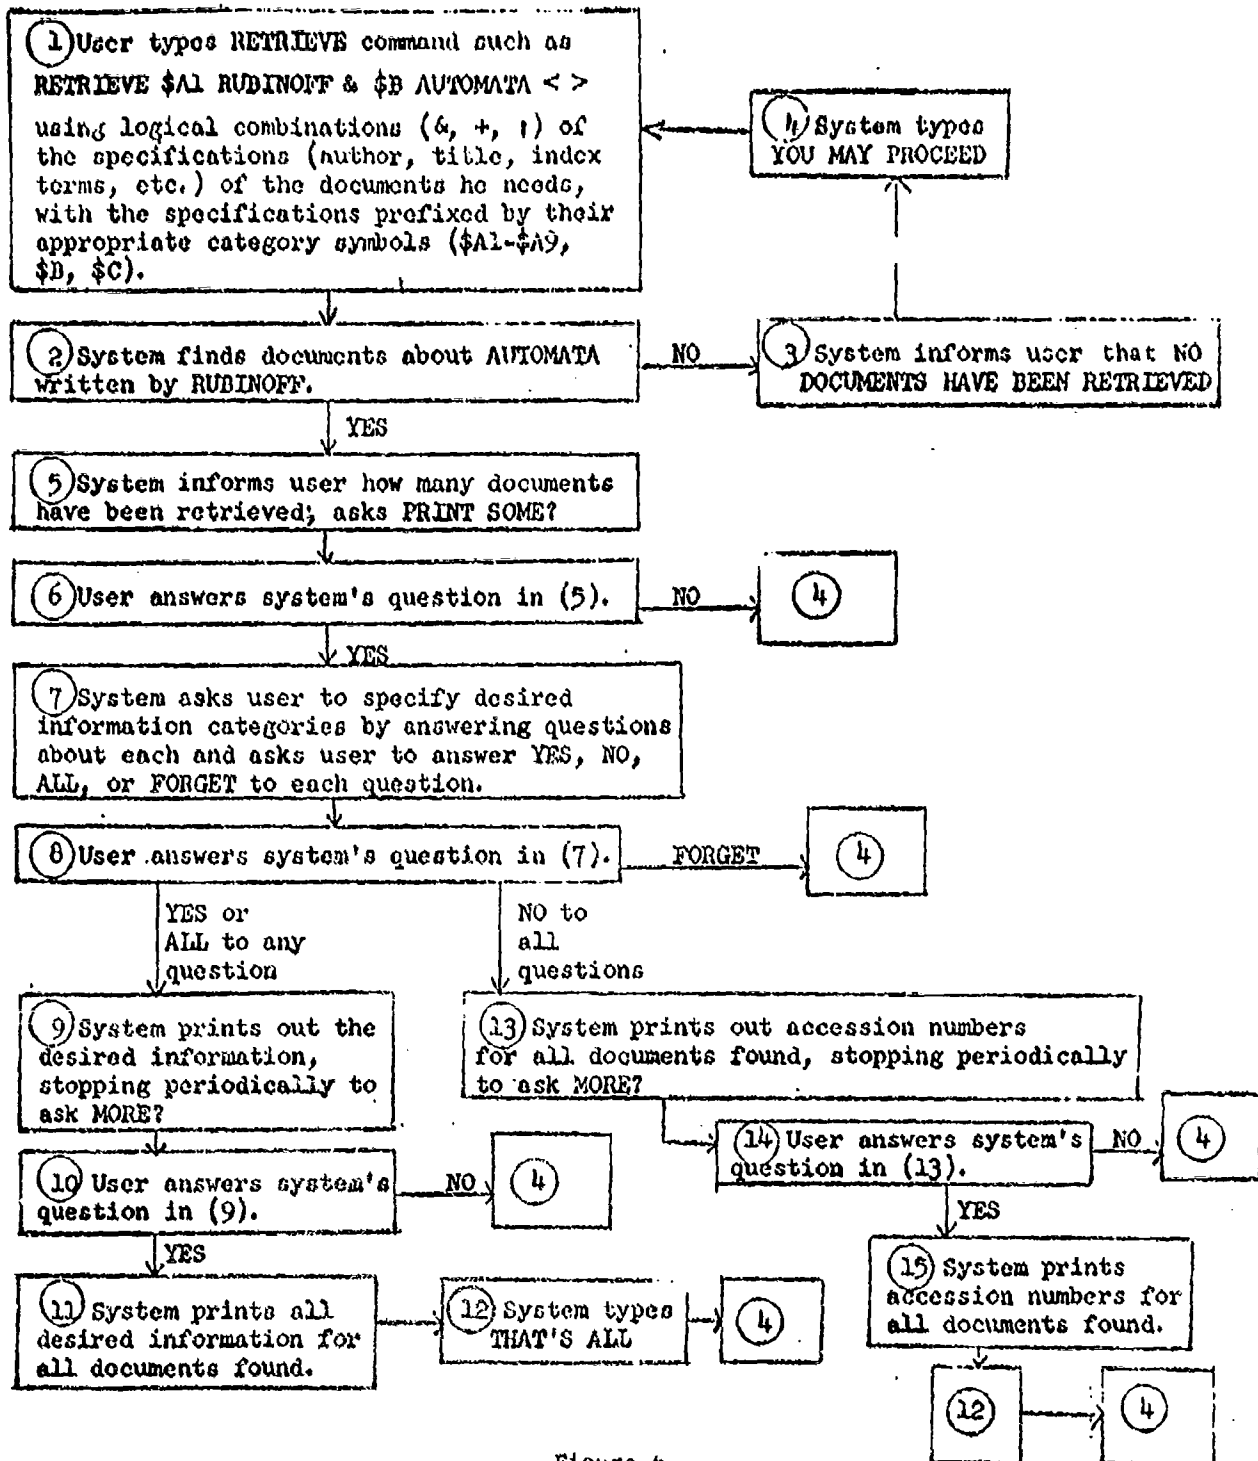 1 User types RETRIEVE command such as
RETRIEVE $A1 RUBINOFF & $B AUTOMATA < >
using logical combinations (&, +, ↑) of
the specifications (author, title, index
terms, etc.) of the documents he needs,
with the specifications prefixed by their
appropriate category symbols ($A1-$A9,
$B, $C).
4 System types
YOU MAY PROCEED
2 System finds documents about AUTOMATA
written by RUBINOFF.
NO
3 System informs user that NO
DOCUMENTS HAVE BEEN RETRIEVED
YES
5 System informs user how many documents
have been retrieved; asks PRINT SOME?
6 User answers system's question in (5).
NO
4
YES
7 System asks user to specify desired
information categories by answering questions
about each and asks user to answer YES, NO,
ALL, or FORGET to each question.
8 User answers system's question in (7).
FORGET
4
YES or
ALL to any
question
NO to
all
questions
9 System prints out the
desired information,
stopping periodically to
ask MORE?
13 System prints out accession numbers
for all documents found, stopping periodically
to ask MORE?
10 User answers system's
question in (9).
NO
4
14 User answers system's
question in (13).
NO
4
YES
YES
11 System prints all
desired information for
all documents found.
12 System types
THAT'S ALL
4
15 System prints
accession numbers for
all documents found.
12
4
Figure